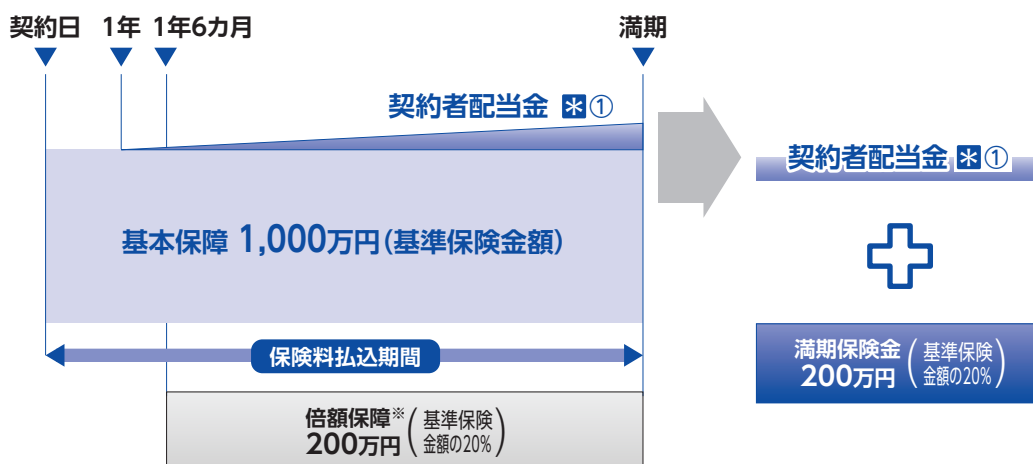 契約日 1年 1年6カ月 満期
契約者配当金 *①
基本保障 1,000万円(基準保険金額)
保険料払込期間
倍額保障※
200万円
(基準保険
金額の20%)
契約者配当金 *①
満期保険金
200万円
(基準保険
金額の20%)